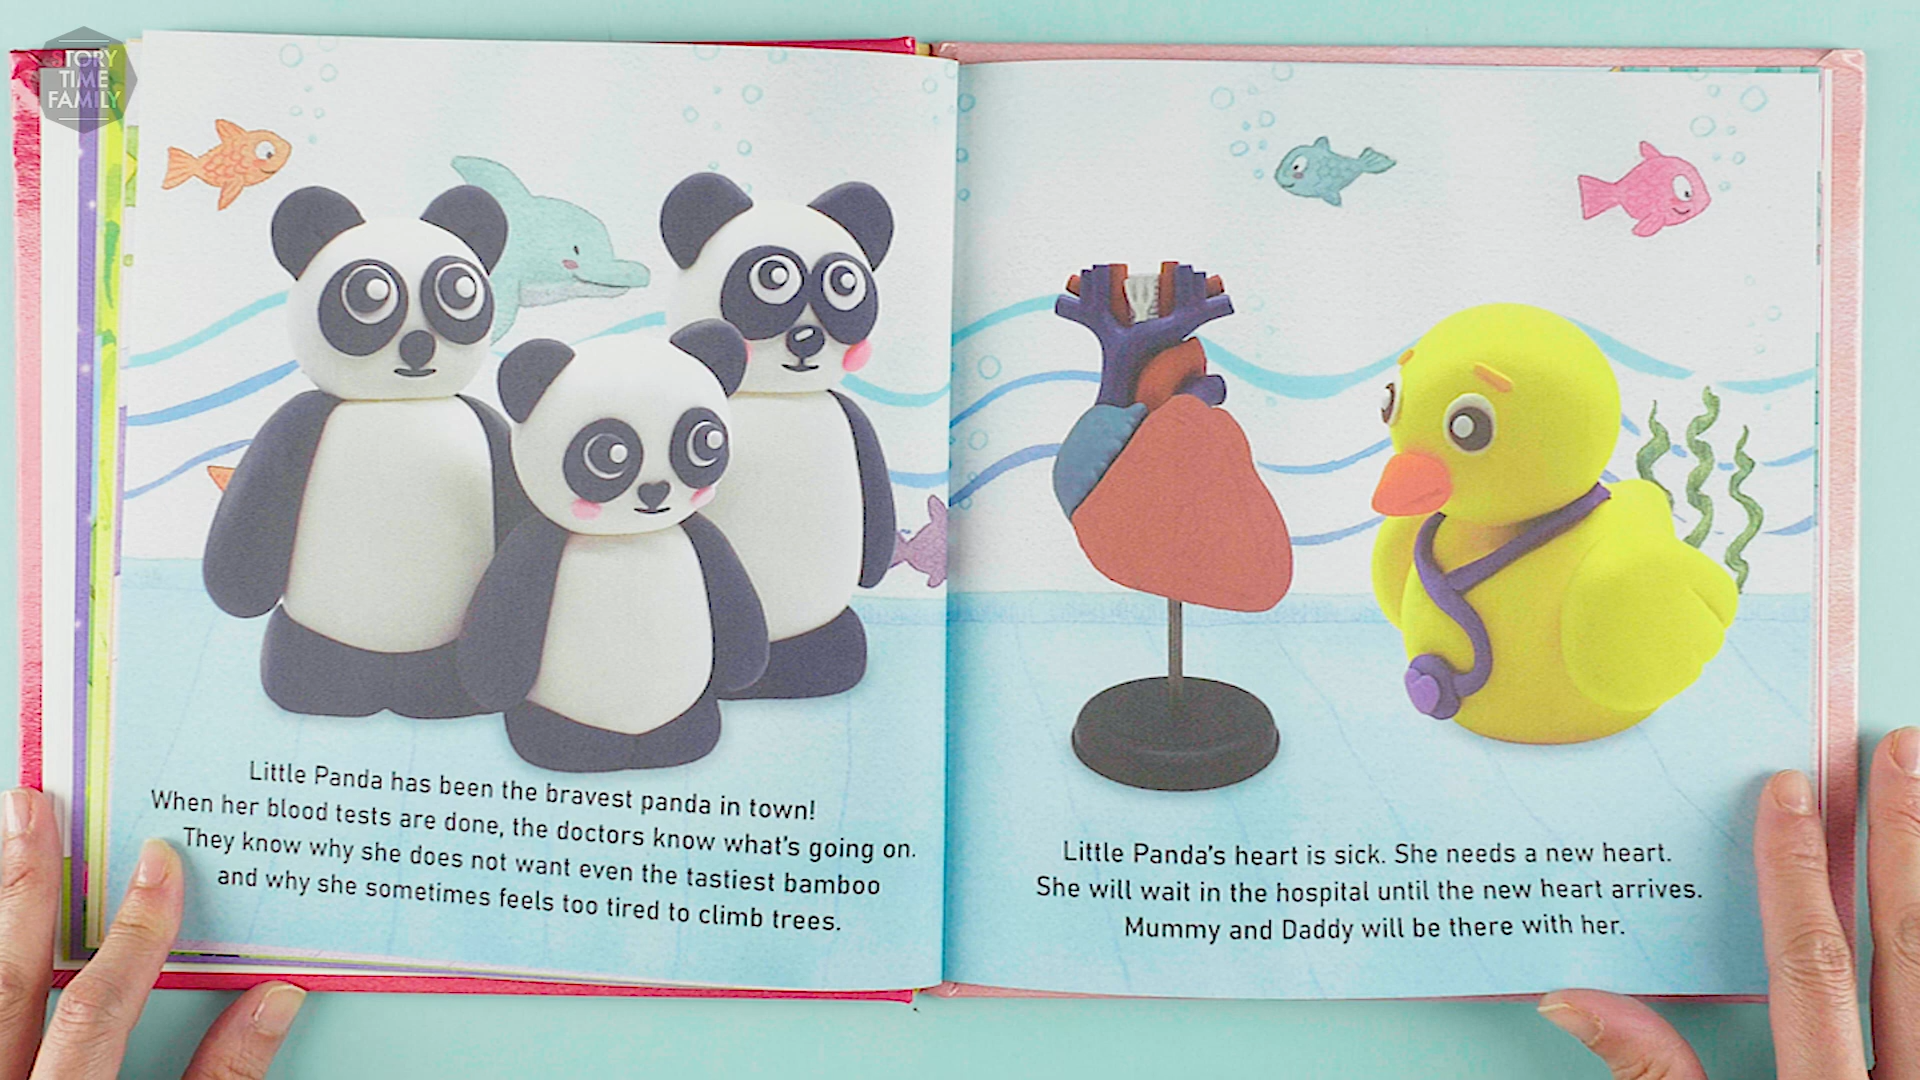 STORY
TIME
FAMILY
Little Panda has been the bravest panda in town!
When her blood tests are done, the doctors know what's going on.
They know why she does not want even the tastiest bamboo
and why she sometimes feels too tired to climb trees.
Little Panda's heart is sick. She needs a new heart.
She will wait in the hospital until the new heart arrives.
Mummy and Daddy will be there with her.